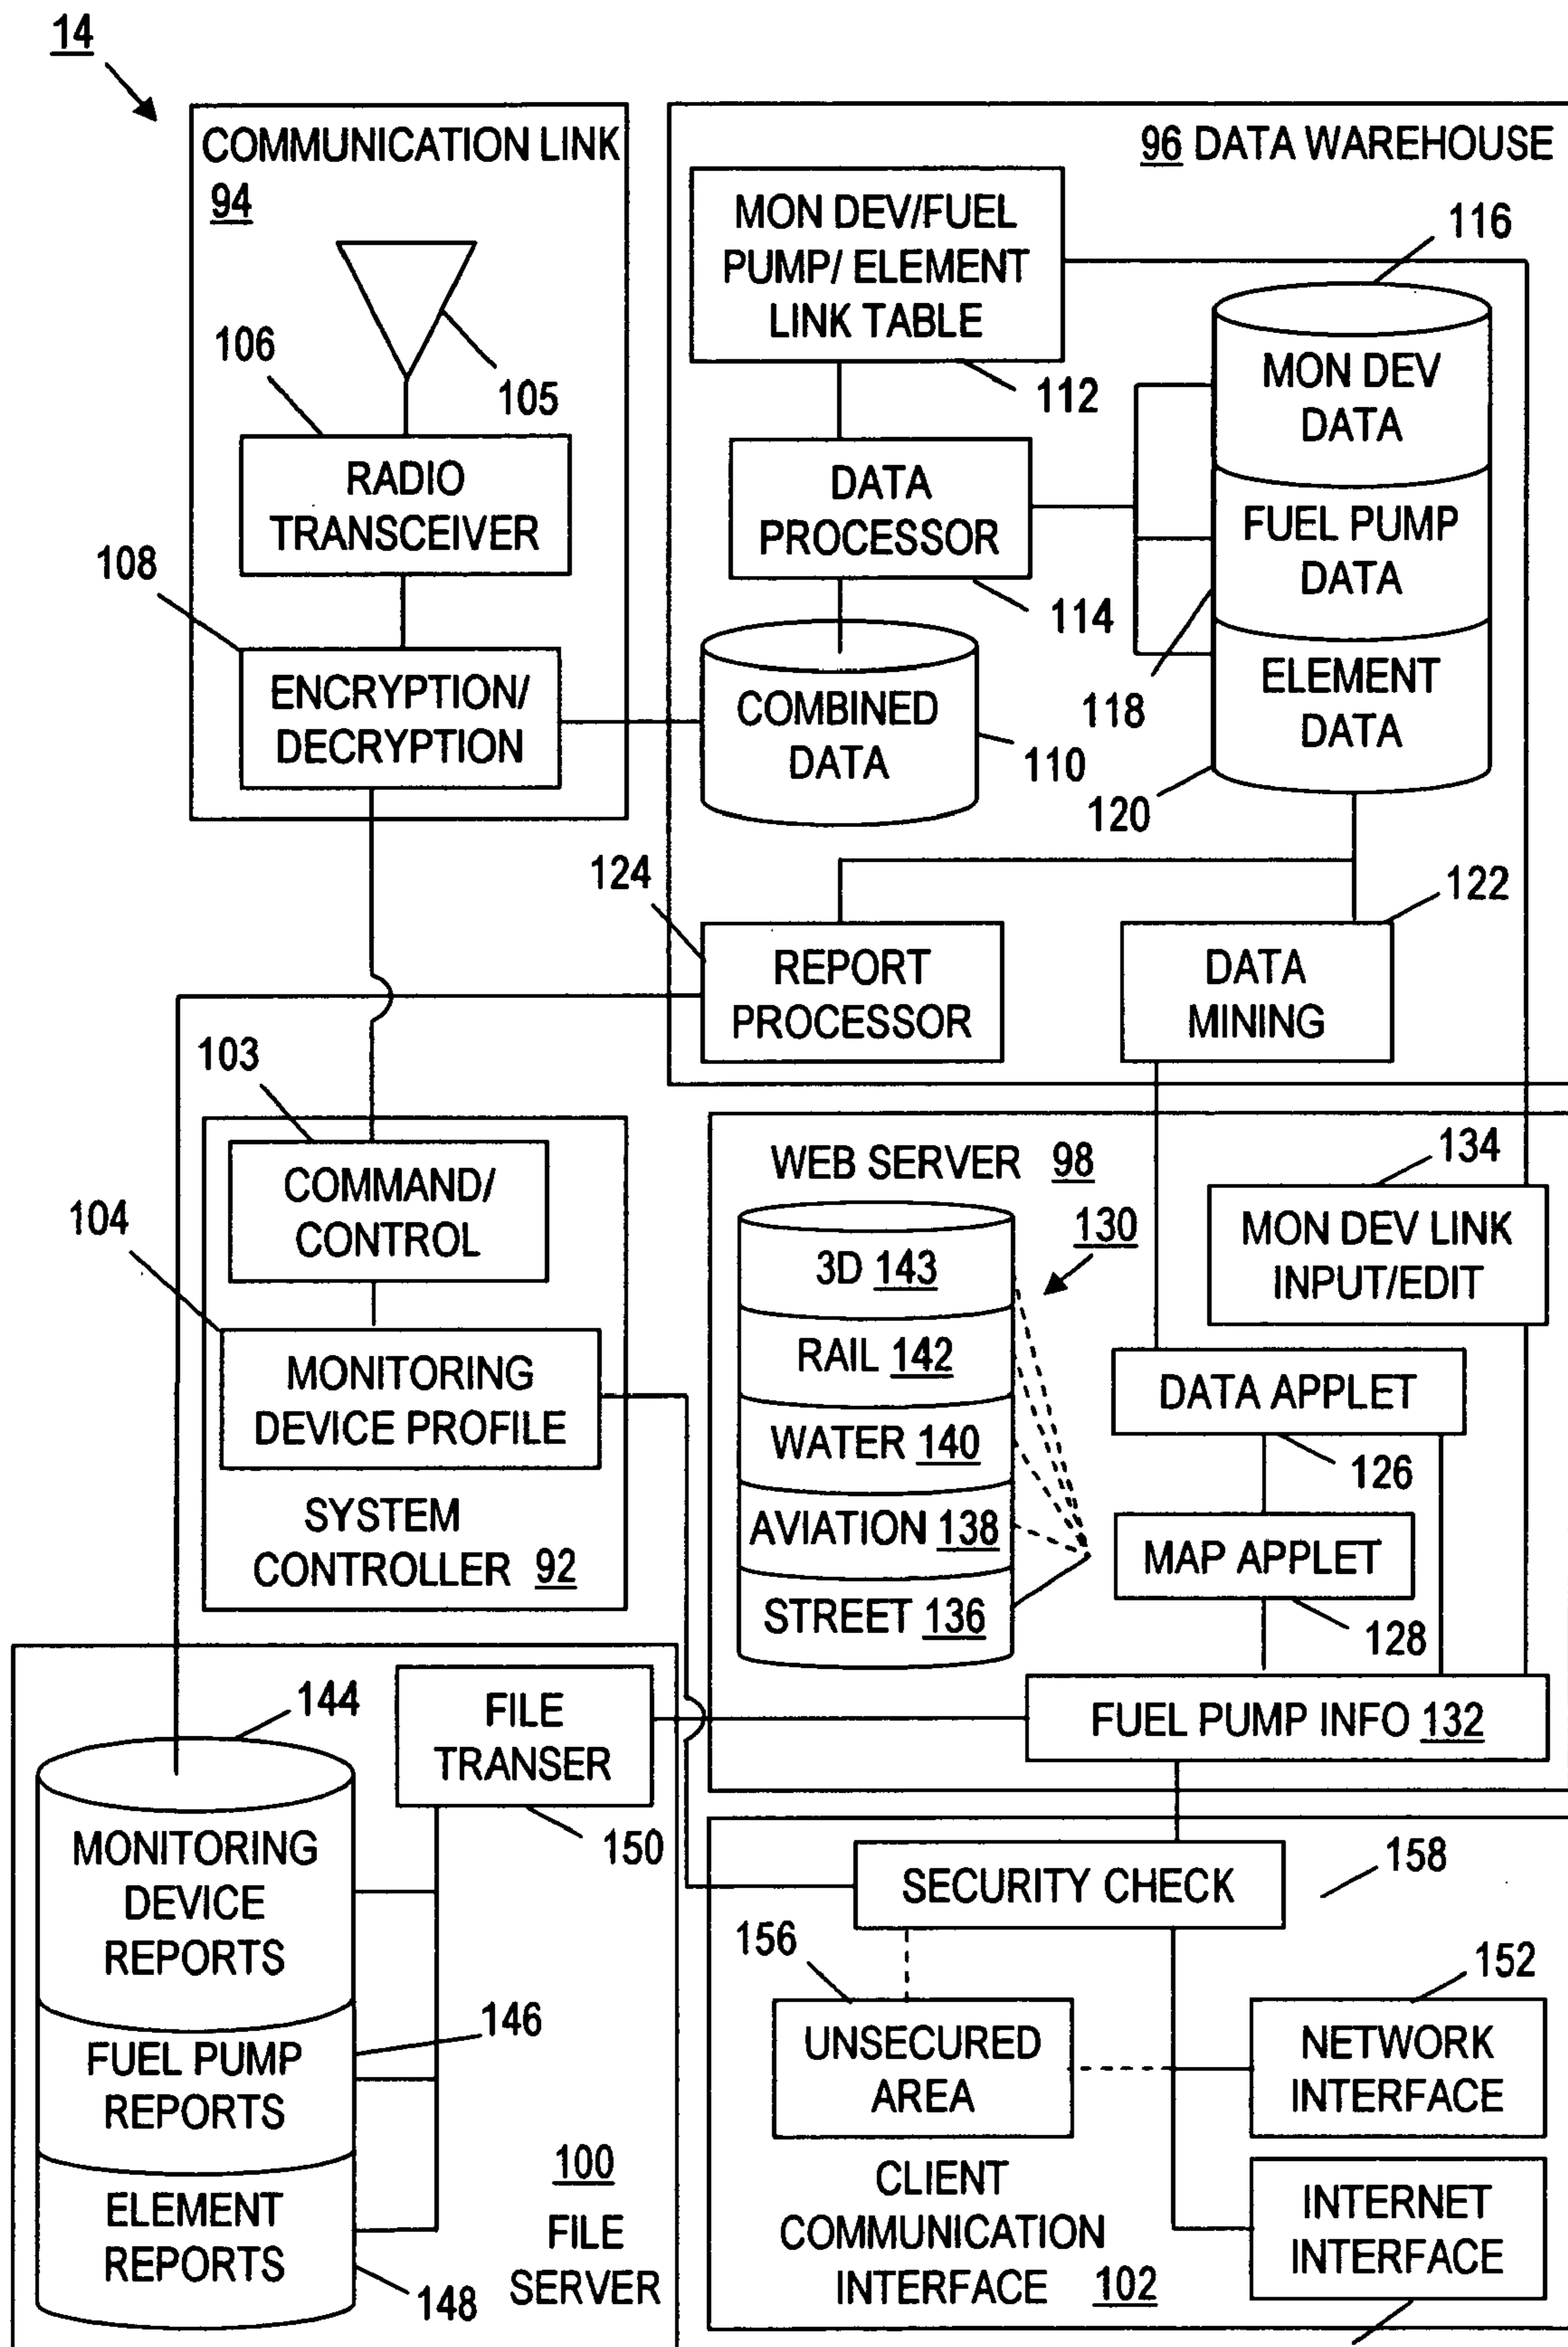 14
COMMUNICATION LINK
94
105
106
RADIO
TRANSCEIVER
108
ENCRYPTION/
DECRYPTION
96 DATA WAREHOUSE
MON DEV/FUEL
PUMP/ ELEMENT
LINK TABLE
112
116
MON DEV
DATA
FUEL PUMP
DATA
ELEMENT
DATA
118
120
DATA
PROCESSOR
114
COMBINED
DATA
110
124
REPORT
PROCESSOR
122
DATA
MINING
103
COMMAND/
CONTROL
104
MONITORING
DEVICE PROFILE
SYSTEM
CONTROLLER 92
WEB SERVER 98
130
3D 143
RAIL 142
WATER 140
AVIATION 138
STREET 136
134
MON DEV LINK
INPUT/EDIT
DATA APPLET
126
MAP APPLET
128
FUEL PUMP INFO 132
144
MONITORING
DEVICE
REPORTS
FUEL PUMP
REPORTS
146
ELEMENT
REPORTS
148
FILE
TRANSER
150
100
FILE
SERVER
SECURITY CHECK
158
156
UNSECURED
AREA
152
NETWORK
INTERFACE
INTERNET
INTERFACE
CLIENT
COMMUNICATION
INTERFACE 102